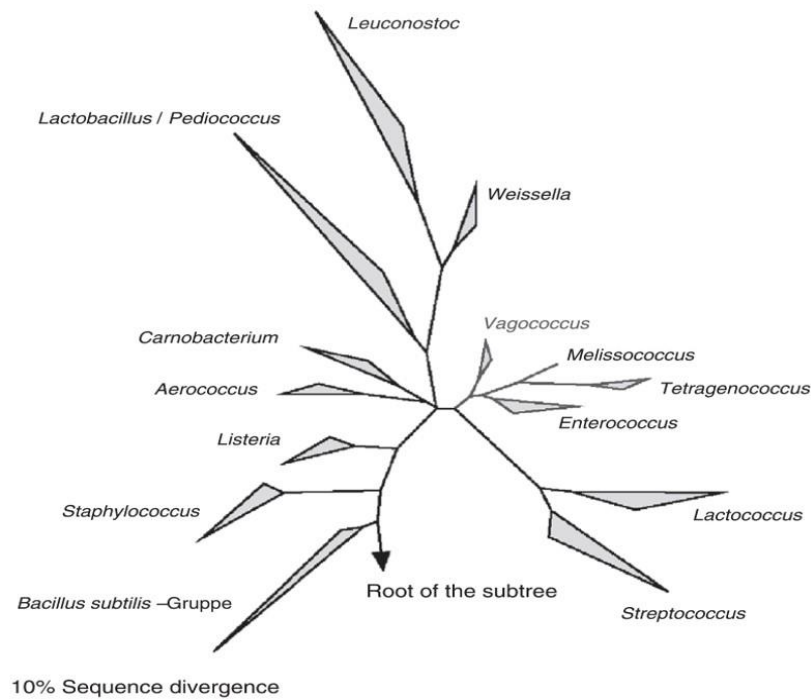 Leuconostoc
Lactobacillus / Pediococcus
Weissella
Vagococcus
Carnobacterium
Melissococcus
Aerococcus
Tetragenococcus
Enterococcus
Listeria
Staphylococcus
Lactococcus
Root of the subtree
Bacillus subtilis –Gruppe
Streptococcus
10% Sequence divergence